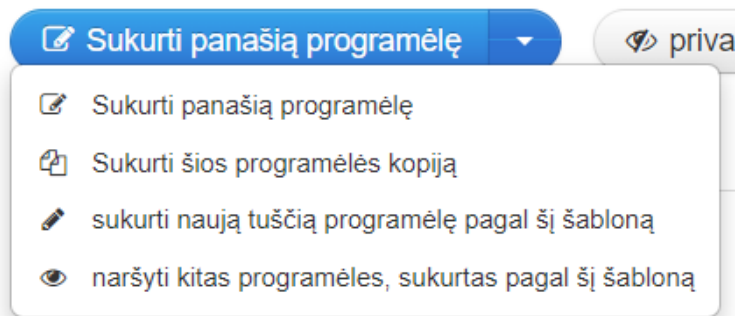 Sukurti panašią programėlę
priva
Sukurti panašią programėlę
Sukurti šios programėlės kopiją
sukurti naują tuščią programėlę pagal šį šabloną
naršyti kitas programėles, sukurtas pagal šį šabloną